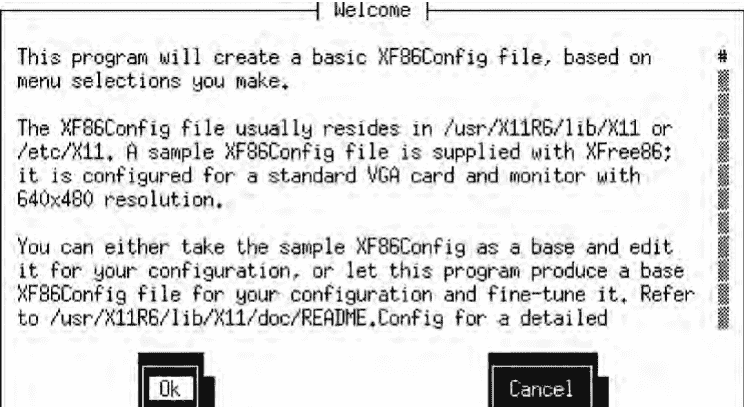 Welcome
This program will create a basic XF86Config file, based on
menu selections you make.
The XF86Config file usually resides in /usr/X11R6/lib/X11 or
/etc/X11. A sample XF86Config file is supplied with XFree86;
it is configured for a standard VGA card and monitor with
640x480 resolution.
You can either take the sample XF86Config as a base and edit
it for your configuration, or let this program produce a base
XF86Config file for your configuration and fine-tune it. Refer
to /usr/X11R6/lib/X11/doc/README.Config for a detailed
#
Ok Cancel